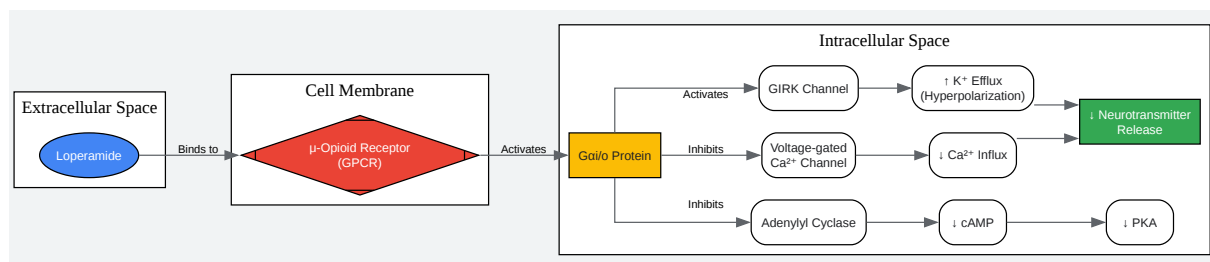 Extracellular Space
Loperamide
Binds to
Cell Membrane
μ-Opioid Receptor
(GPCR)
Activates
Intracellular Space
Gαi/o Protein
Activates
GIRK Channel
↑ K⁺ Efflux
(Hyperpolarization)
↓ Neurotransmitter
Release
Inhibits
Voltage-gated
Ca²⁺ Channel
↓ Ca²⁺ Influx
Inhibits
Adenylyl Cyclase
↓ cAMP
↓ PKA